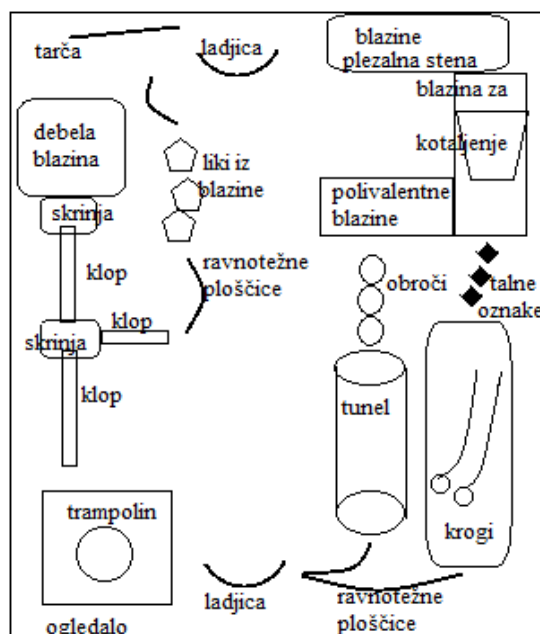 tarča
ladjica
blazine
plezalna stena
blazina za
kotaljenje
debela
blazina
liki iz
blazine
polivalentne
blazine
skrinja
klop
ravnotežne
ploščice
obroči
talne
oznake
klop
skrinja
klop
tunel
trampolin
krogi
ladjica
ravnotežne
ploščice
ogledalo